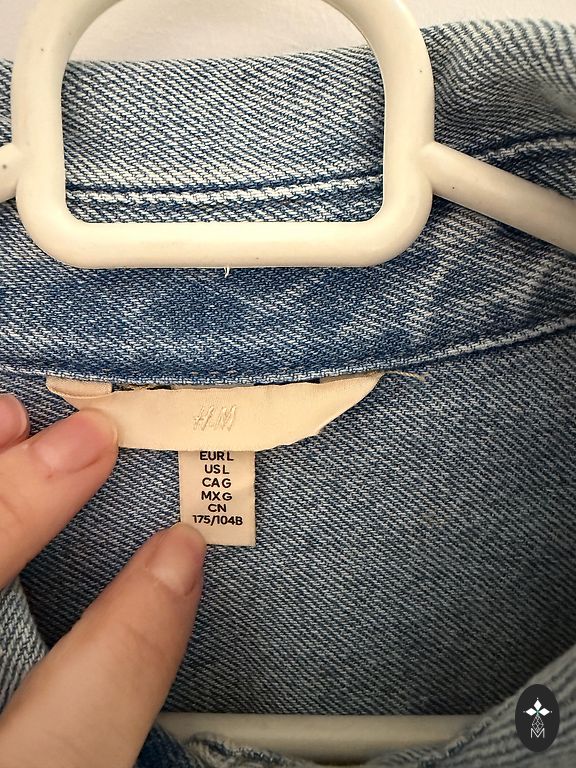 H&M
EUR L
US L
CA G
MX G
CN
175/104B
M